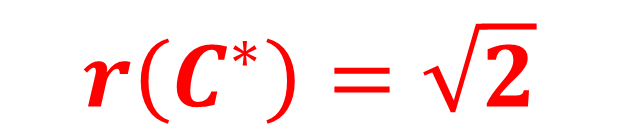 r(C*) = √2